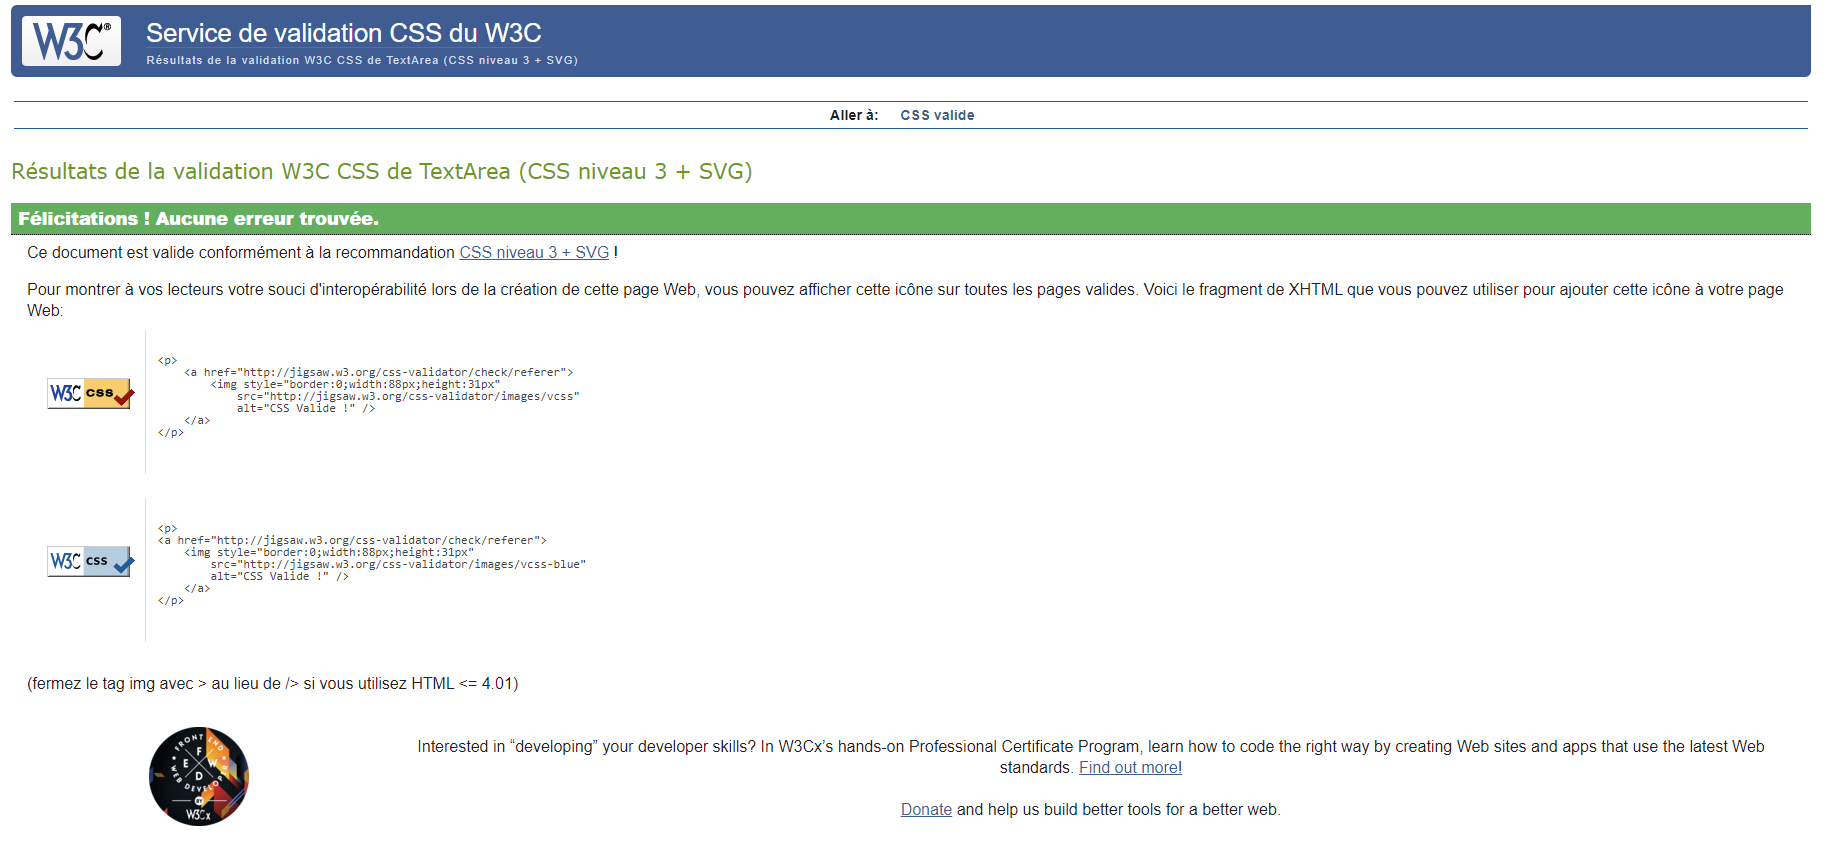 W3C®
Service de validation CSS du W3C
Résultats de la validation W3C CSS de TextArea (CSS niveau 3 + SVG)
Aller à: CSS valide
Résultats de la validation W3C CSS de TextArea (CSS niveau 3 + SVG)
Félicitations ! Aucune erreur trouvée.
Ce document est valide conformément à la recommandation CSS niveau 3 + SVG !
Pour montrer à vos lecteurs votre souci d'interopérabilité lors de la création de cette page Web, vous pouvez afficher cette icône sur toutes les pages valides. Voici le fragment de XHTML que vous pouvez utiliser pour ajouter cette icône à votre page
Web:
W3C css
<p>
<a href="http://jigsaw.w3.org/css-validator/check/referer">
<img style="border:0;width:88px;height:31px"
src="http://jigsaw.w3.org/css-validator/images/vcss"
alt="CSS Valide !" />
</a>
</p>
W3C css
<p>
<a href="http://jigsaw.w3.org/css-validator/check/referer">
<img style="border:0;width:88px;height:31px"
src="http://jigsaw.w3.org/css-validator/images/vcss-blue"
alt="CSS Valide !" />
</a>
</p>
(fermez le tag img avec > au lieu de /> si vous utilisez HTML <= 4.01)
FRONT END
WEB DEVELOPER
F E W D
BY
W3Cx
Interested in “developing” your developer skills? In W3Cx’s hands-on Professional Certificate Program, learn how to code the right way by creating Web sites and apps that use the latest Web
standards. Find out more!
Donate and help us build better tools for a better web.